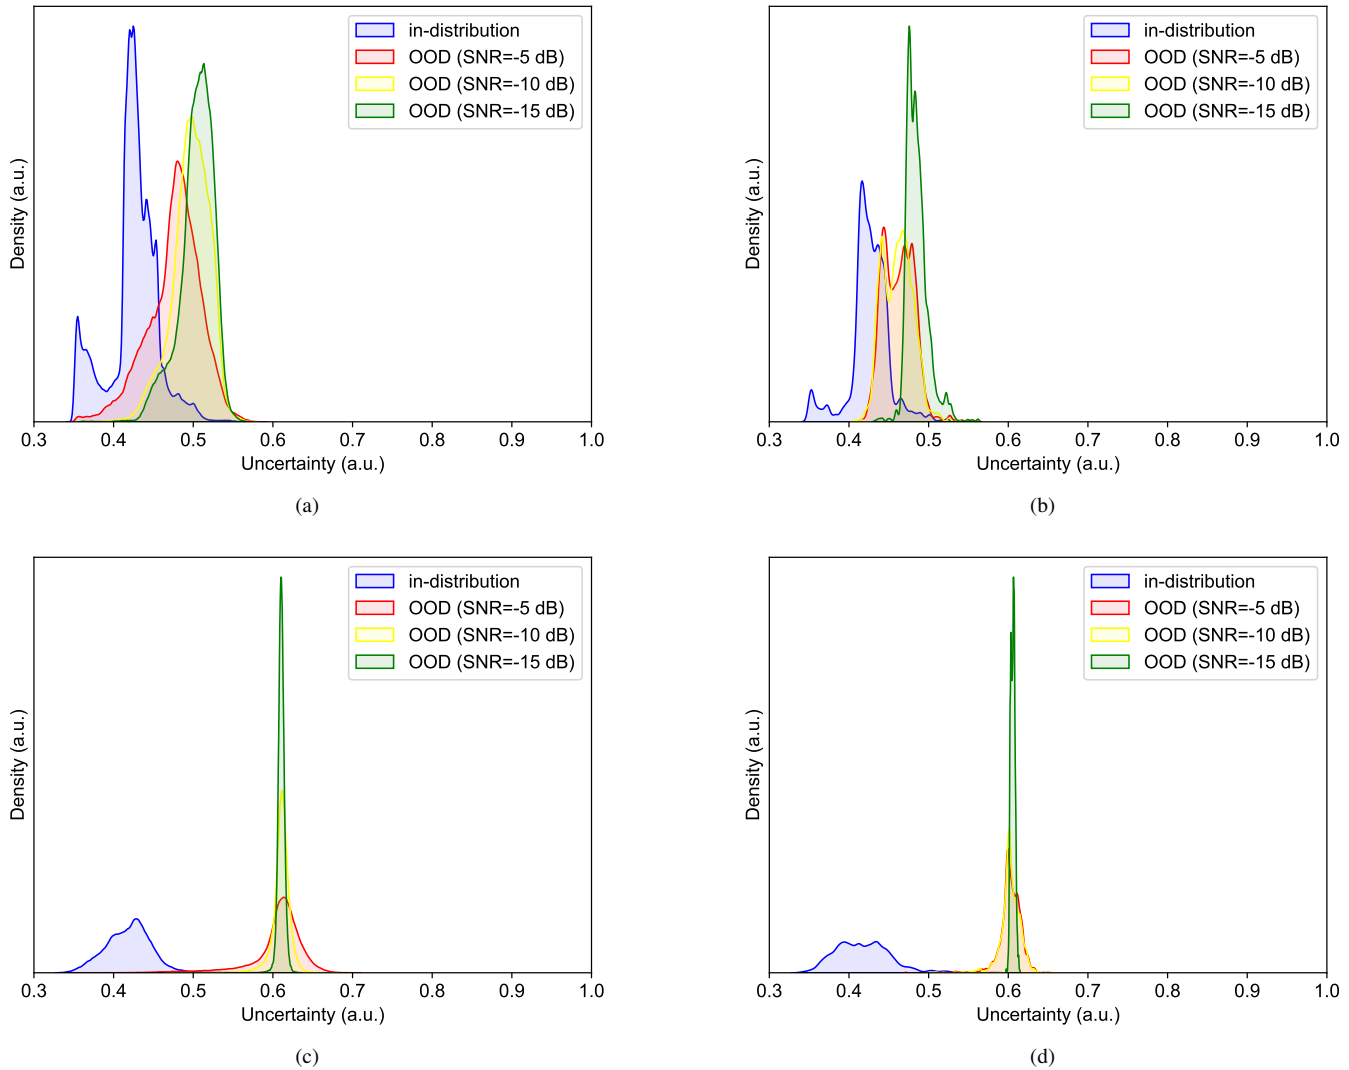 in-distribution
OOD (SNR=-5 dB)
OOD (SNR=-10 dB)
OOD (SNR=-15 dB)
Density (a.u.)
0.3 0.4 0.5 0.6 0.7 0.8 0.9 1.0
Uncertainty (a.u.)
(a)
in-distribution
OOD (SNR=-5 dB)
OOD (SNR=-10 dB)
OOD (SNR=-15 dB)
Density (a.u.)
0.3 0.4 0.5 0.6 0.7 0.8 0.9 1.0
Uncertainty (a.u.)
(b)
in-distribution
OOD (SNR=-5 dB)
OOD (SNR=-10 dB)
OOD (SNR=-15 dB)
Density (a.u.)
0.3 0.4 0.5 0.6 0.7 0.8 0.9 1.0
Uncertainty (a.u.)
(c)
in-distribution
OOD (SNR=-5 dB)
OOD (SNR=-10 dB)
OOD (SNR=-15 dB)
Density (a.u.)
0.3 0.4 0.5 0.6 0.7 0.8 0.9 1.0
Uncertainty (a.u.)
(d)